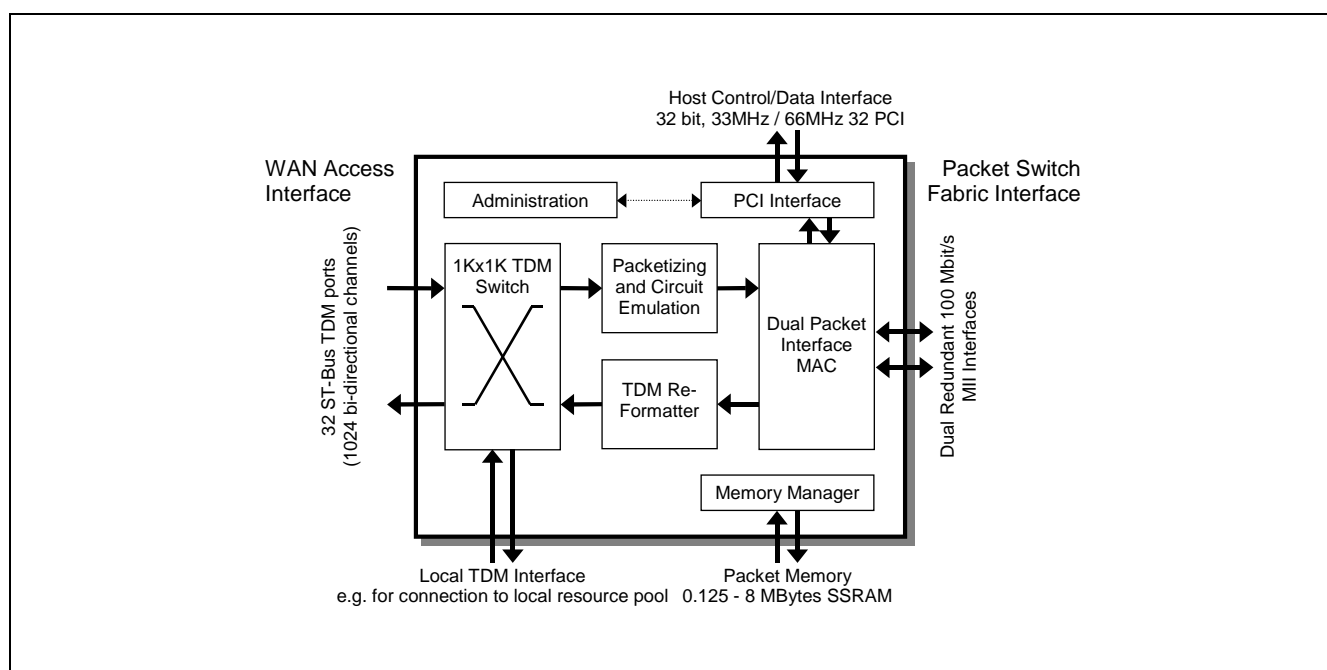 Host Control/Data Interface
32 bit, 33MHz / 66MHz 32 PCI
WAN Access
Interface
Packet Switch
Fabric Interface
Administration
PCI Interface
32 ST-Bus TDM ports
(1024 bi-directional channels)
1Kx1K TDM
Switch
Packetizing
and Circuit
Emulation
Dual Packet
Interface
MAC
TDM Re-
Formatter
Dual Redundant 100 Mbit/s
MII Interfaces
Memory Manager
Local TDM Interface
e.g. for connection to local resource pool
Packet Memory
0.125 - 8 MBytes SSRAM